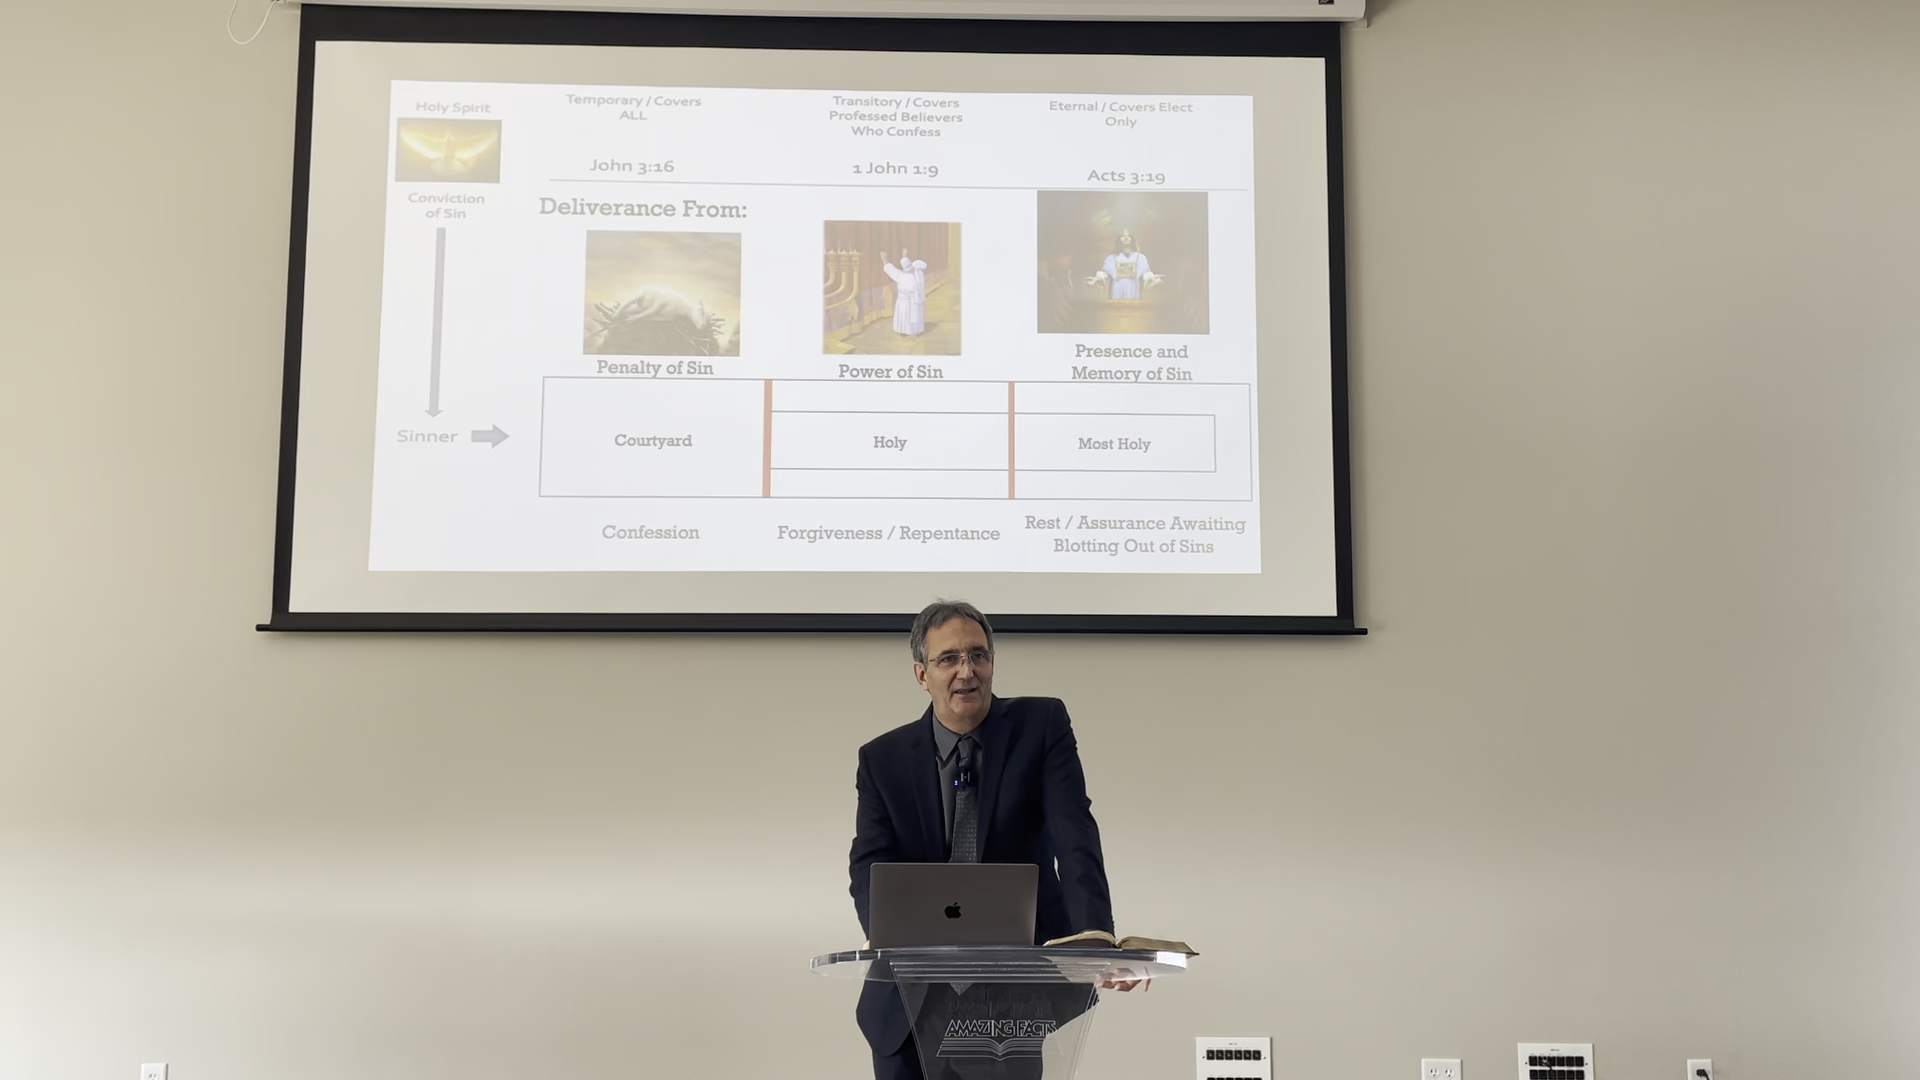 Holy Spirit
Conviction
of Sin
Sinner
Temporary / Covers
ALL
John 3:16
Transitory / Covers
Professed Believers
Who Confess
1 John 1:9
Eternal / Covers Elect
Only
Acts 3:19
Deliverance From:
Penalty of Sin
Power of Sin
Presence and
Memory of Sin
Courtyard
Holy
Most Holy
Confession
Forgiveness / Repentance
Rest / Assurance Awaiting
Blotting Out of Sins
AMAZING FACTS